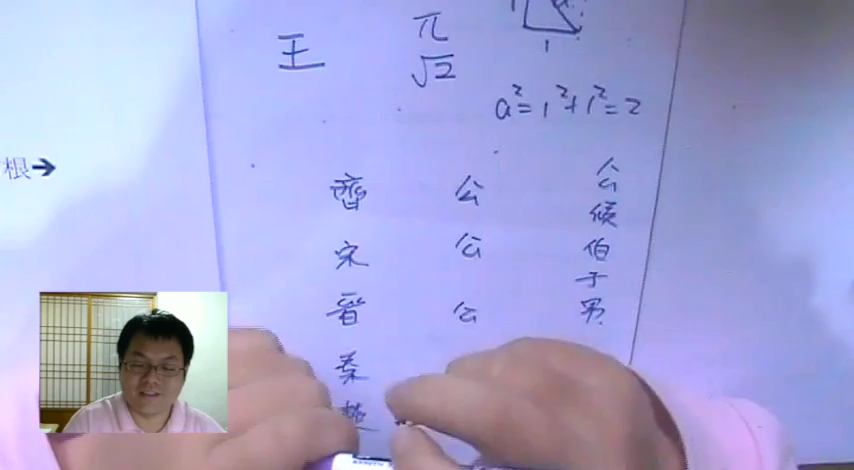 王 π
√2
1
a²=1²+1²=2
根→
齊 公 公
侯
宋 公 伯
子
晉 公 男
秦
楚